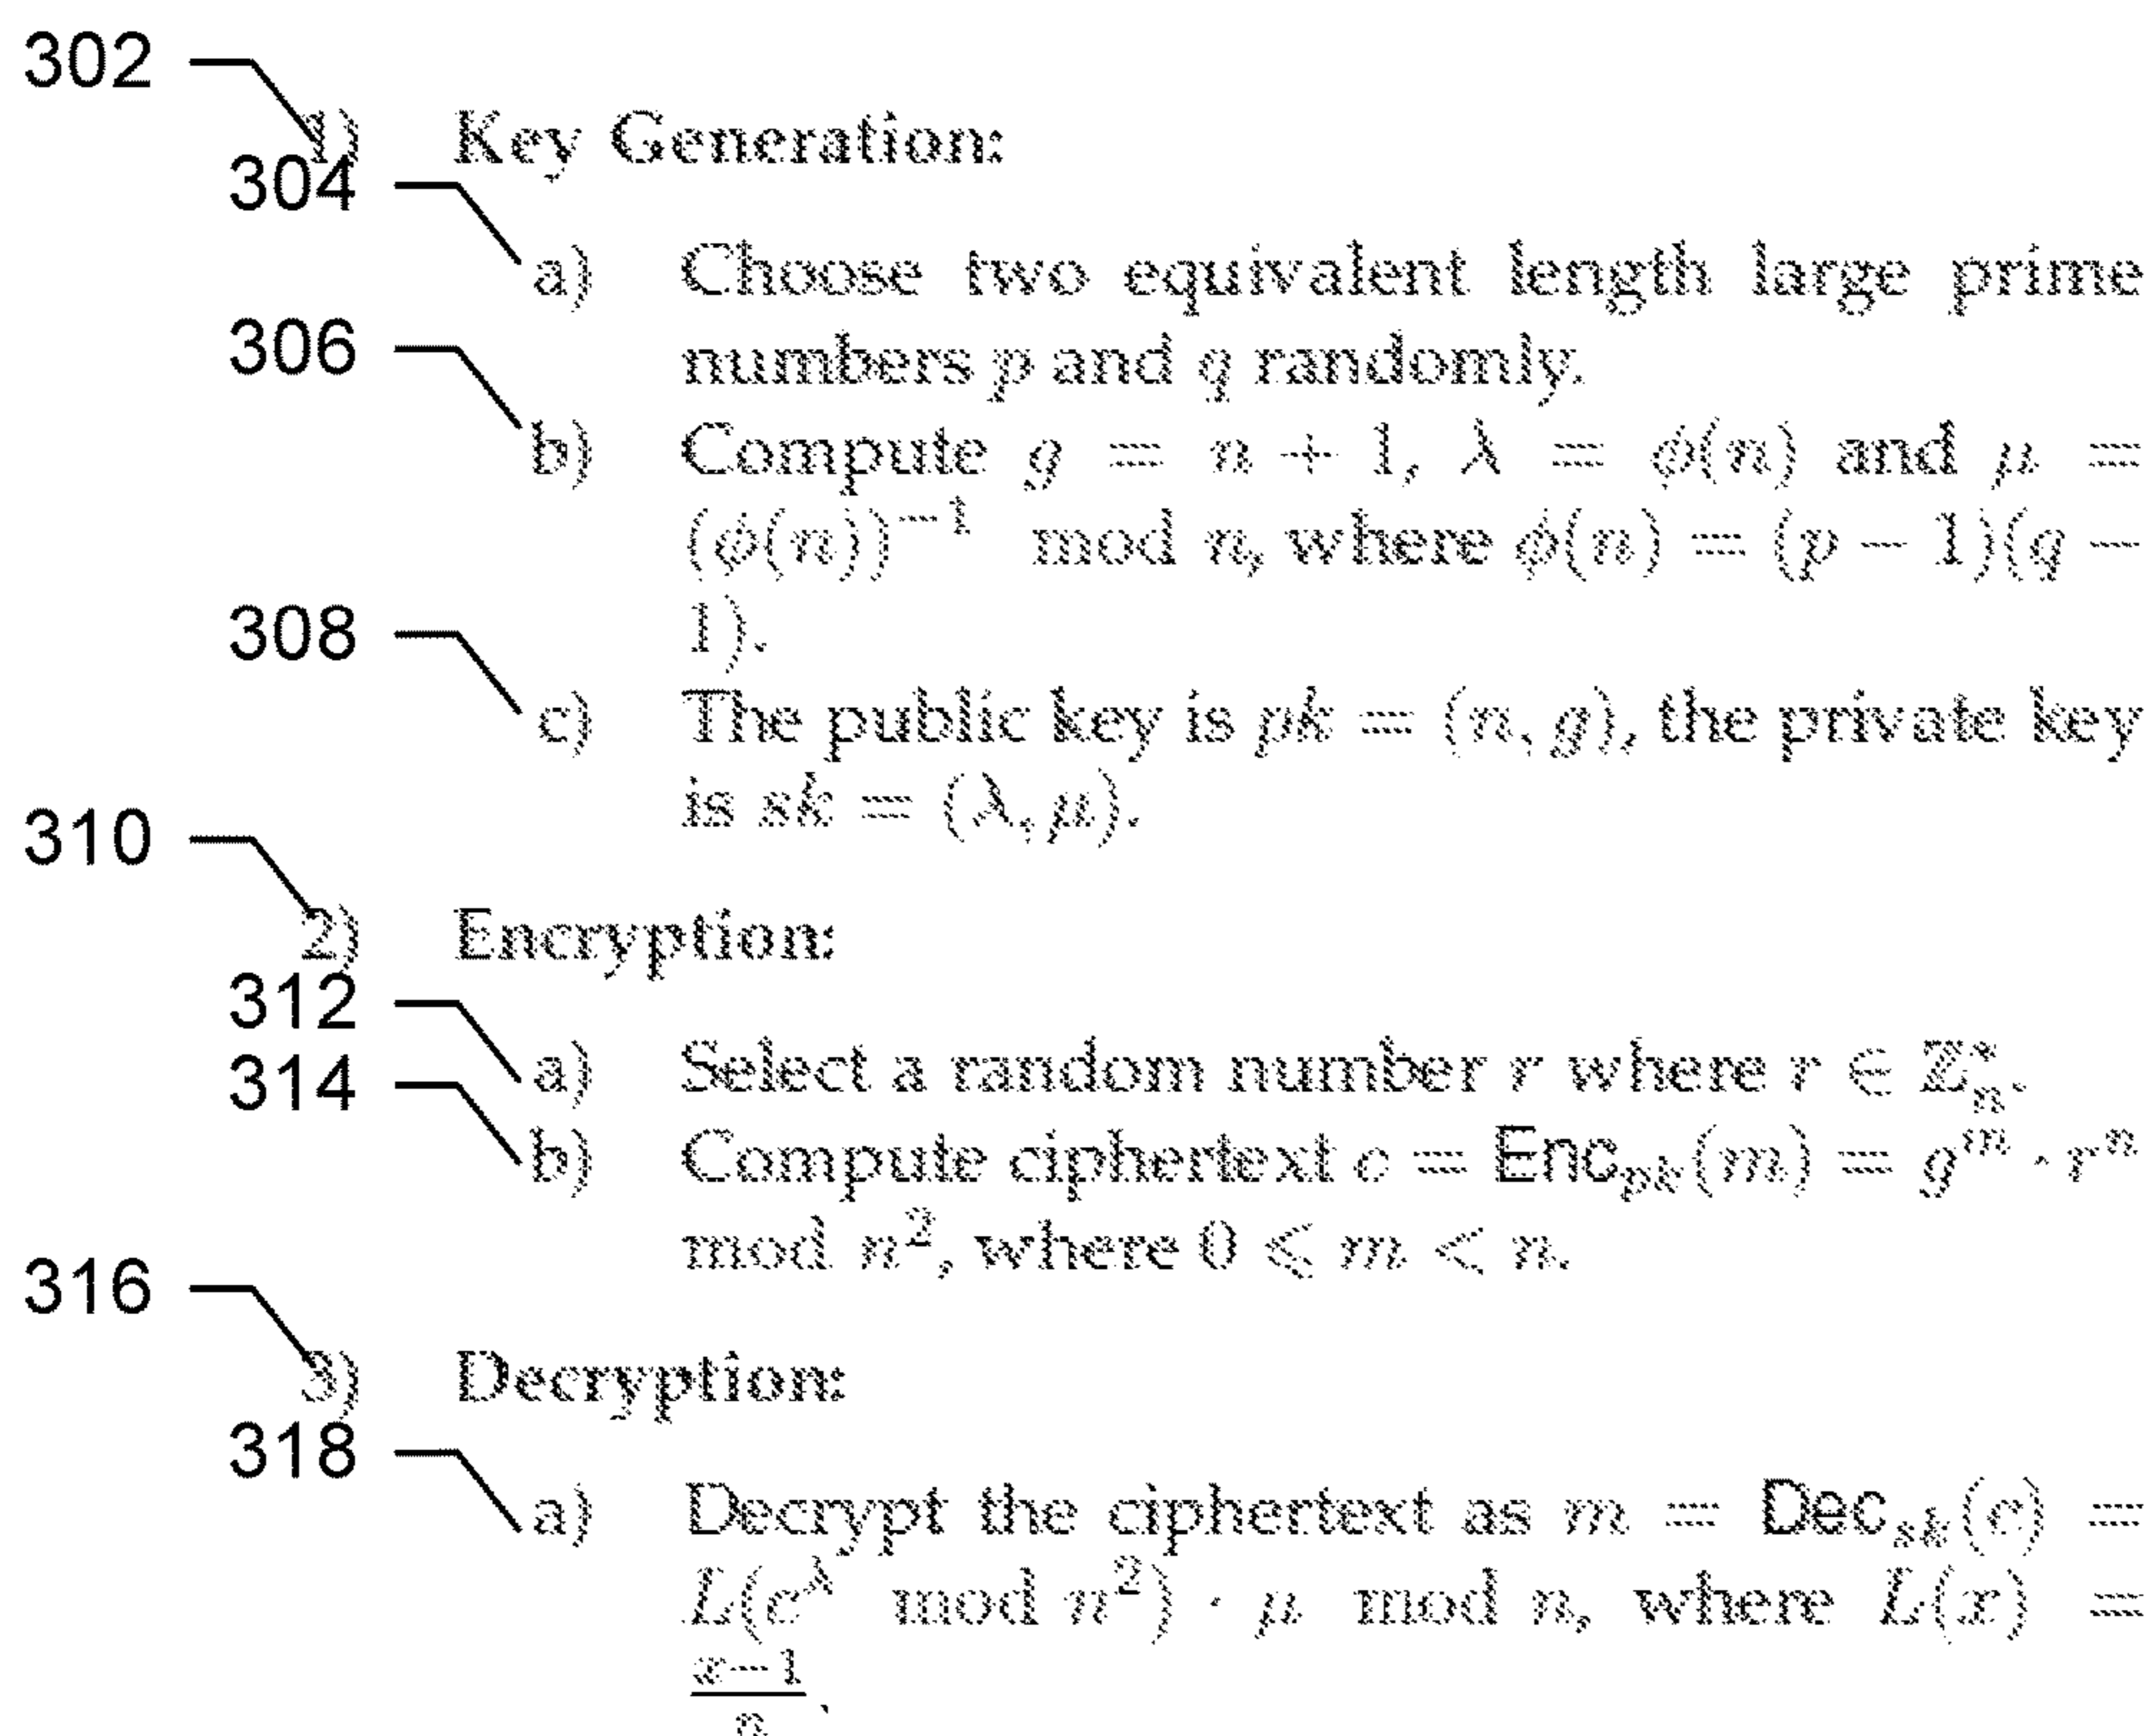 302
1) Key Generation:
304
a) Choose two equivalent length large prime
306
numbers p and q randomly.
b) Compute g = n + 1, λ = ϕ(n) and μ =
(ϕ(n))⁻¹ mod n, where ϕ(n) = (p − 1)(q −
308
1).
c) The public key is pk = (n, g), the private key
is sk = (λ, μ).
310
2) Encryption:
312
a) Select a random number r where r ∈ ℤ*ₙ.
314
b) Compute ciphertext c = Enc_pk(m) = g^m · r^n
mod n², where 0 ⩽ m < n.
316
3) Decryption:
318
a) Decrypt the ciphertext as m = Dec_sk(c) =
L(c^λ mod n²) · μ mod n, where L(x) =
x−1
n .